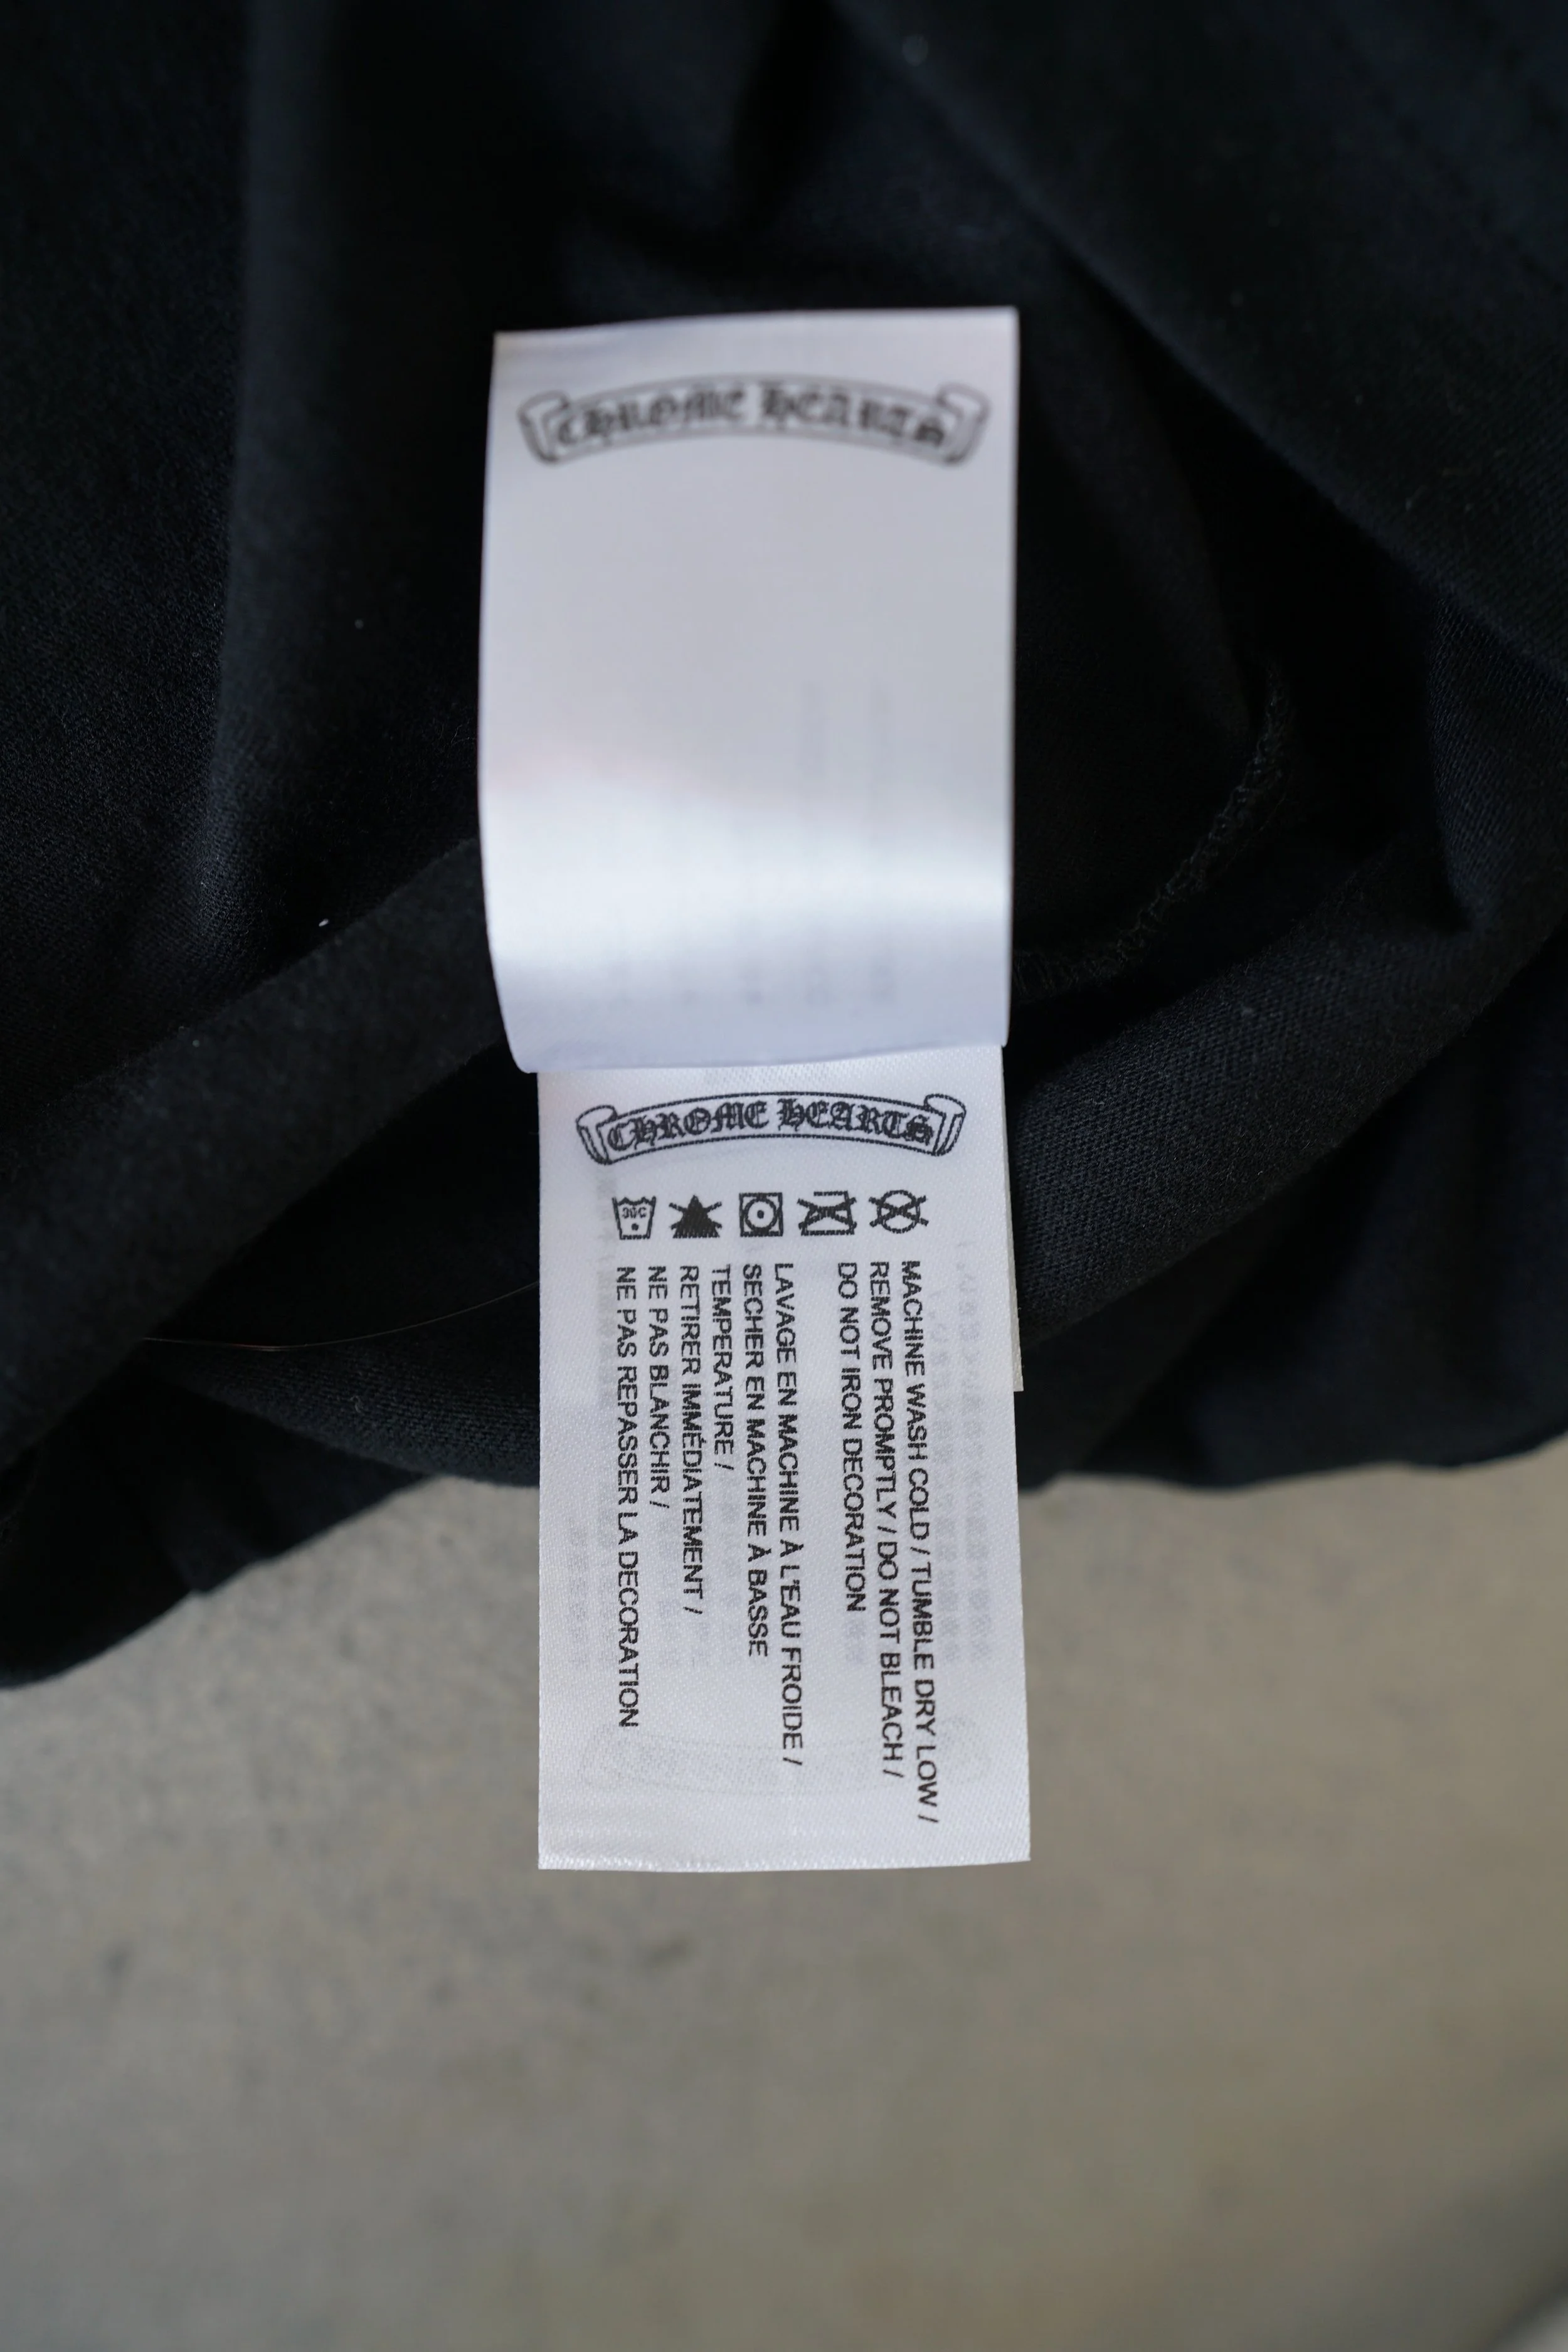 CHROME HEARTS
CHROME HEARTS
30C
MACHINE WASH COLD / TUMBLE DRY LOW /
REMOVE PROMPTLY / DO NOT BLEACH /
DO NOT IRON DECORATION
LAVAGE EN MACHINE À L'EAU FROIDE /
SECHER EN MACHINE À BASSE
TEMPERATURE /
RETIRER IMMÉDIATEMENT /
NE PAS BLANCHIR /
NE PAS REPASSER LA DECORATION